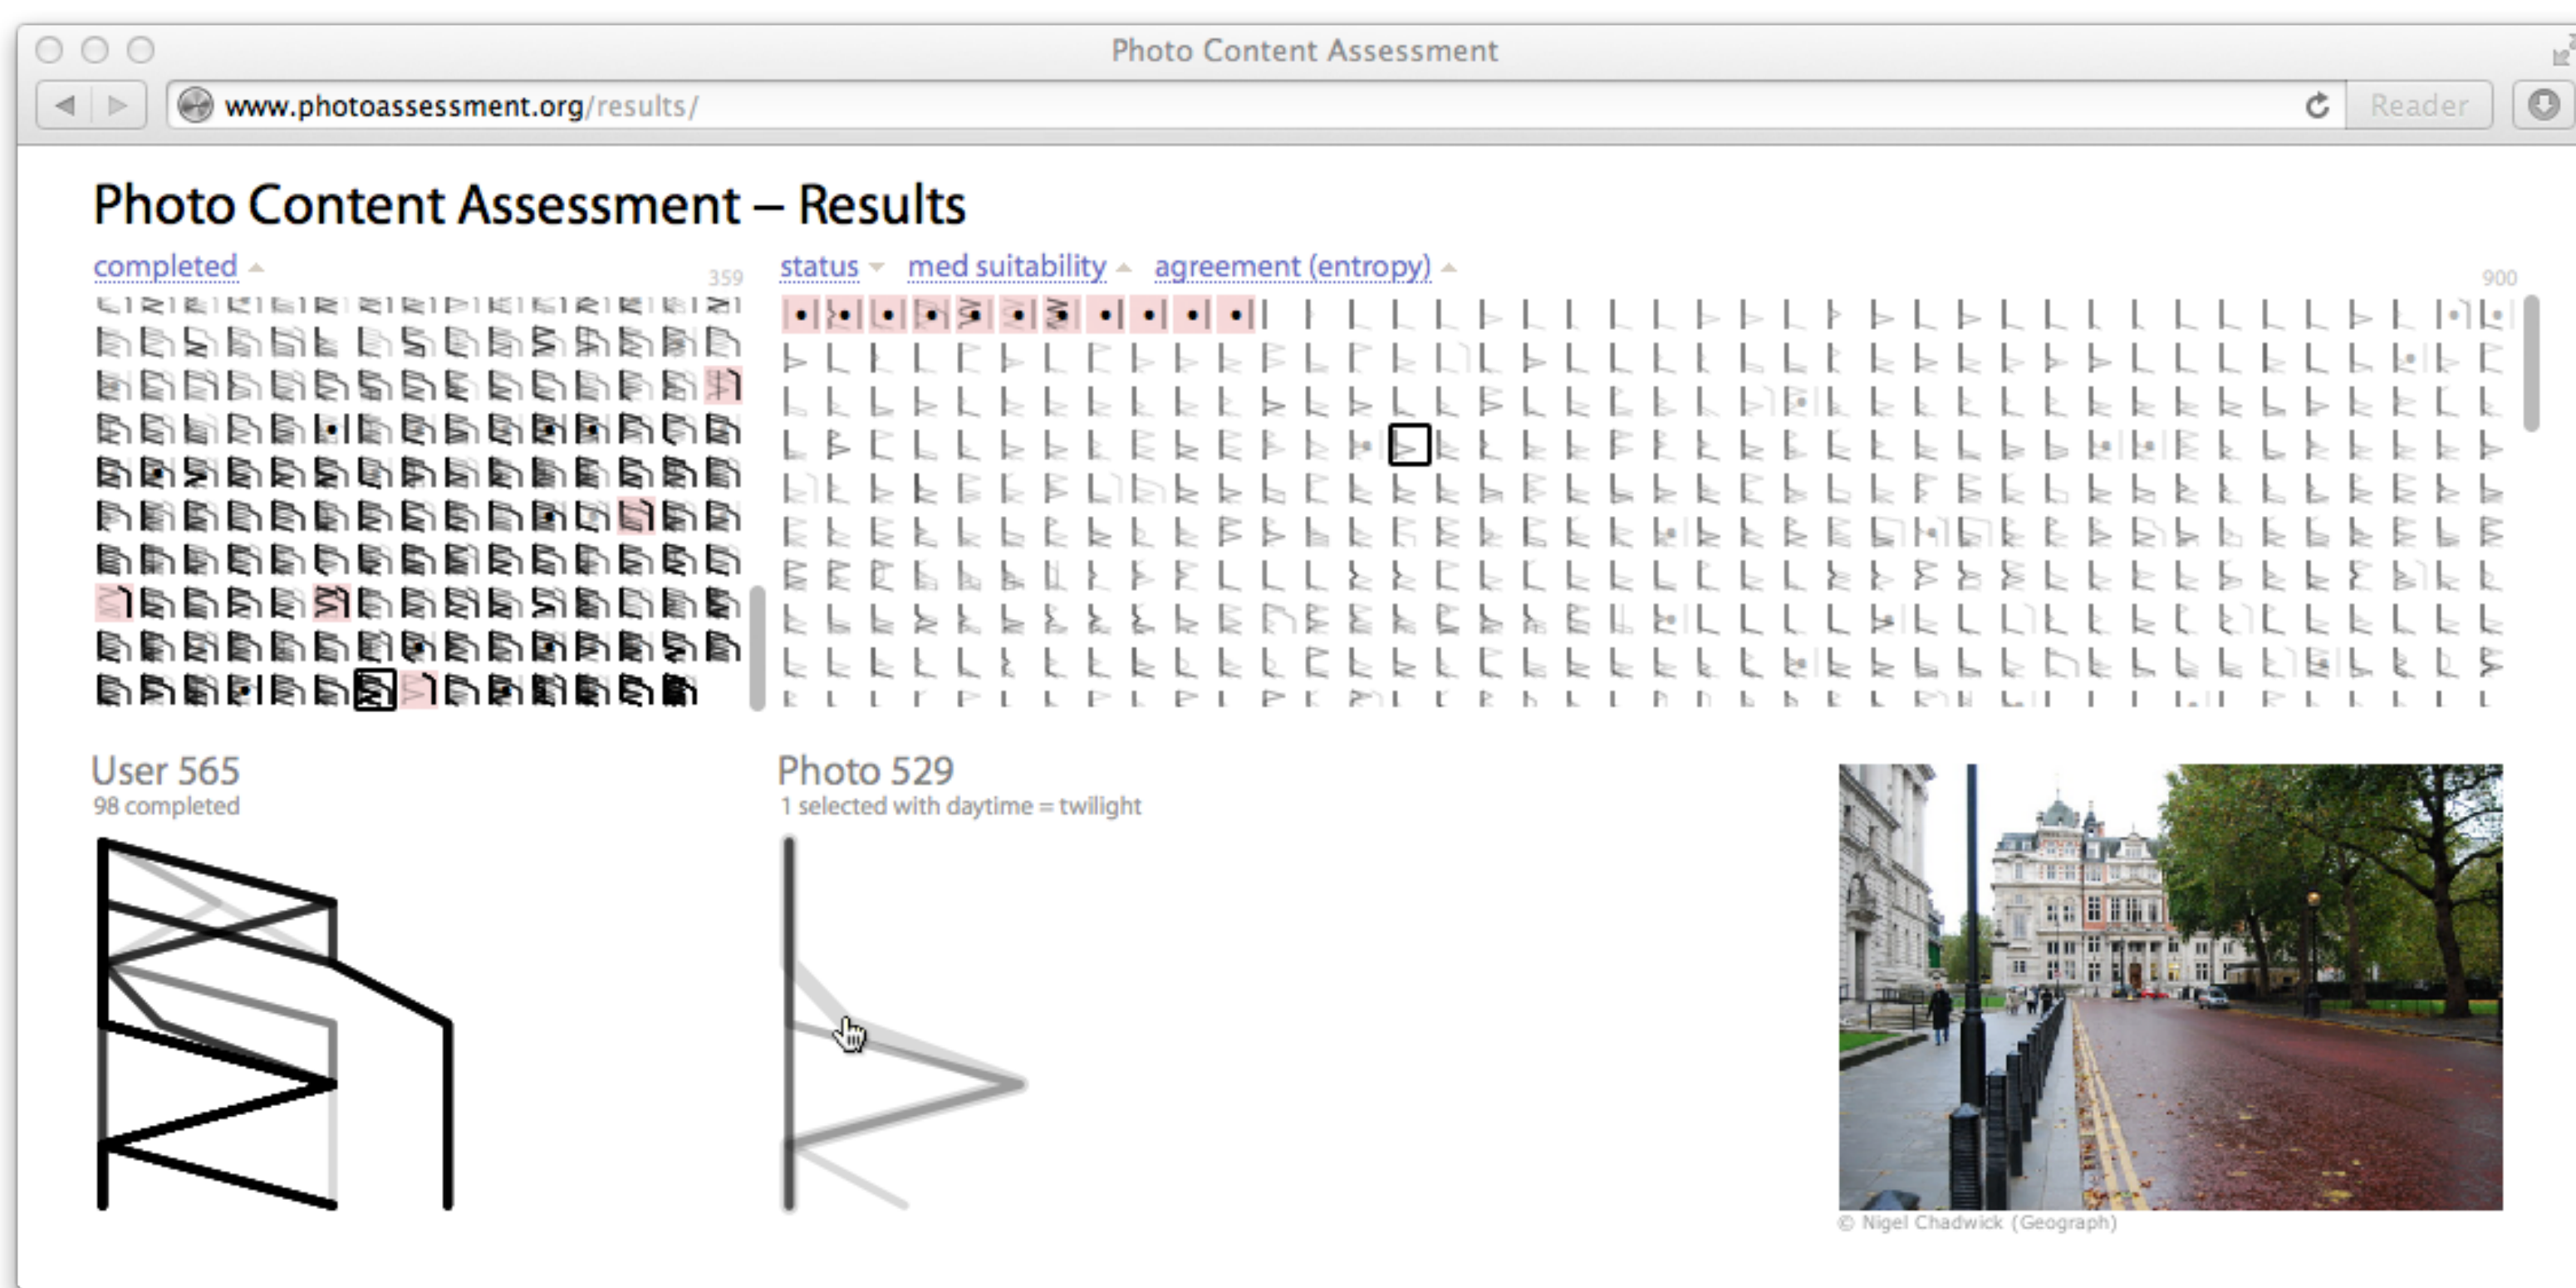 Photo Content Assessment
www.photoassessment.org/results/
Reader
Photo Content Assessment – Results
completed
359
status
med suitability
agreement (entropy)
900
User 565
98 completed
Photo 529
1 selected with daytime = twilight
© Nigel Chadwick (Geograph)